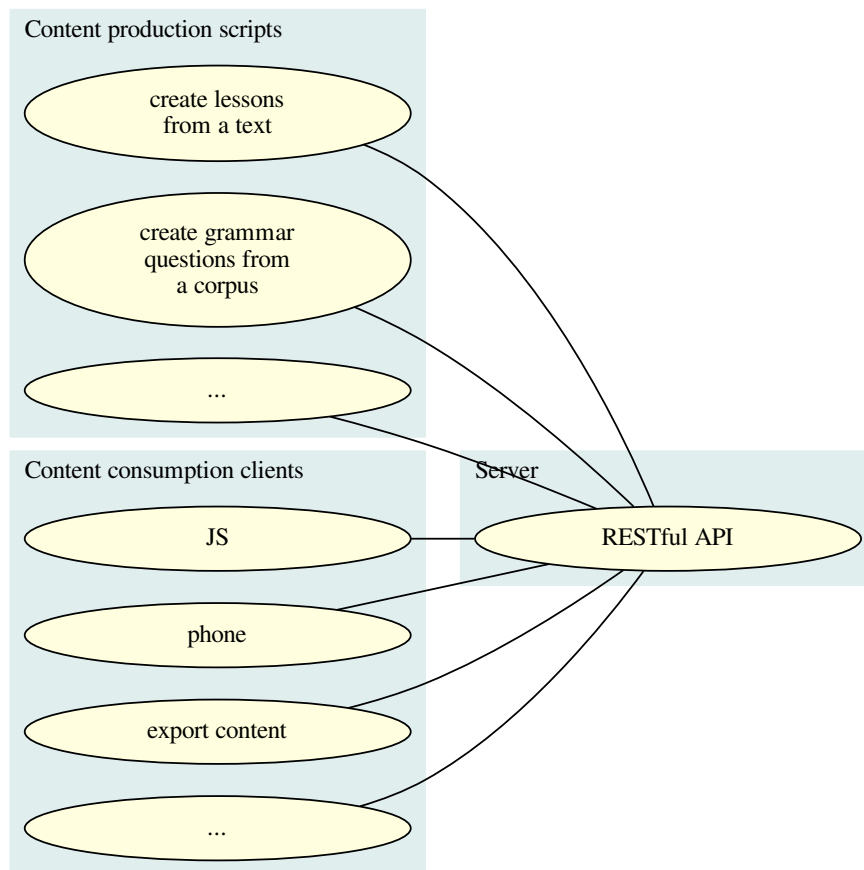 Content production scripts
create lessons
from a text
create grammar
questions from
a corpus
...
Content consumption clients
Server
JS
RESTful API
phone
export content
...